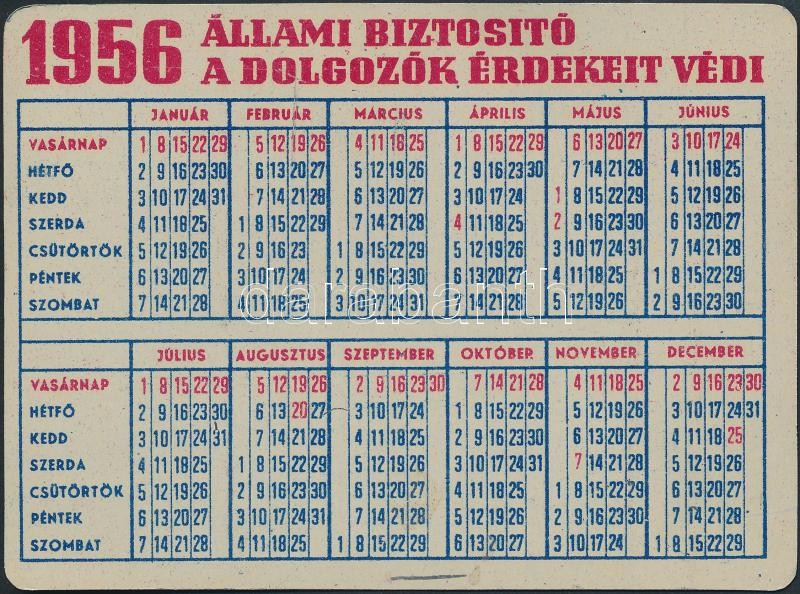 1956 ÁLLAMI BIZTOSITÓ
A DOLGOZÓK ÉRDEKEIT VÉDI
JANUÁR FEBRUÁR MÁRCIUS ÁPRILIS MÁJUS JÚNIUS
VASÁRNAP 1 8 15 22 29 5 12 19 26 4 11 18 25 1 8 15 22 29 6 13 20 27 3 10 17 24
HÉTFŐ 2 9 16 23 30 6 13 20 27 5 12 19 26 2 9 16 23 30 7 14 21 28 4 11 18 25
KEDD 3 10 17 24 31 7 14 21 28 6 13 20 27 3 10 17 24 1 8 15 22 29 5 12 19 26
SZERDA 4 11 18 25 1 8 15 22 29 7 14 21 28 4 11 18 25 2 9 16 23 30 6 13 20 27
CSÜTÖRTÖK 5 12 19 26 2 9 16 23 1 8 15 22 29 5 12 19 26 3 10 17 24 31 7 14 21 28
PÉNTEK 6 13 20 27 3 10 17 24 2 9 16 23 30 6 13 20 27 4 11 18 25 1 8 15 22 29
SZOMBAT 7 14 21 28 4 11 18 25 3 10 17 24 31 7 14 21 28 5 12 19 26 2 9 16 23 30
darabanth
JÚLIUS AUGUSZTUS SZEPTEMBER OKTÓBER NOVEMBER DECEMBER
VASÁRNAP 1 8 15 22 29 5 12 19 26 2 9 16 23 30 7 14 21 28 4 11 18 25 2 9 16 23 30
HÉTFŐ 2 9 16 23 30 6 13 20 27 3 10 17 24 1 8 15 22 29 5 12 19 26 3 10 17 24 31
KEDD 3 10 17 24 31 7 14 21 28 4 11 18 25 2 9 16 23 30 6 13 20 27 4 11 18 25
SZERDA 4 11 18 25 1 8 15 22 29 5 12 19 26 3 10 17 24 31 7 14 21 28 5 12 19 26
CSÜTÖRTÖK 5 12 19 26 2 9 16 23 30 6 13 20 27 4 11 18 25 1 8 15 22 29 6 13 20 27
PÉNTEK 6 13 20 27 3 10 17 24 31 7 14 21 28 5 12 19 26 2 9 16 23 30 7 14 21 28
SZOMBAT 7 14 21 28 4 11 18 25 1 8 15 22 29 6 13 20 27 3 10 17 24 1 8 15 22 29